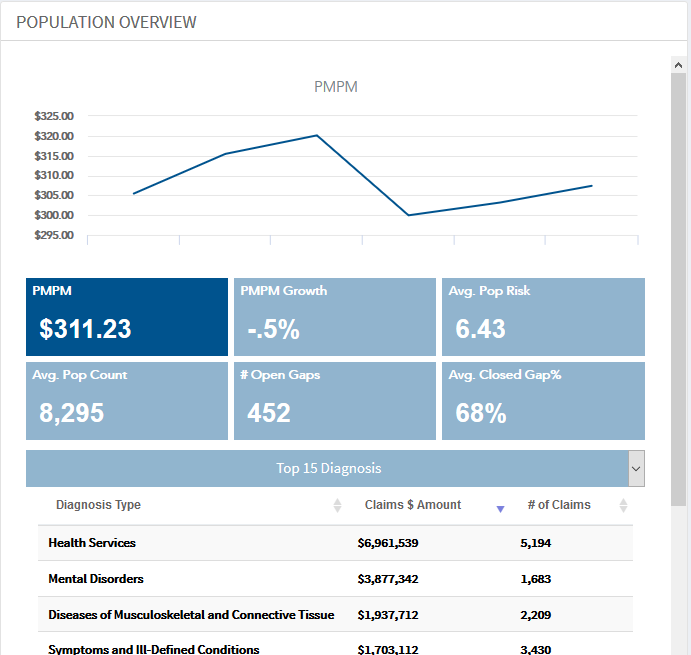 POPULATION OVERVIEW
PMPM
$325.00
$320.00
$315.00
$310.00
$305.00
$300.00
$295.00
PMPM
$311.23
PMPM Growth
-.5%
Avg. Pop Risk
6.43
Avg. Pop Count
8,295
# Open Gaps
452
Avg. Closed Gap%
68%
Top 15 Diagnosis
Diagnosis Type Claims $ Amount # of Claims
Health Services $6,961,539 5,194
Mental Disorders $3,877,342 1,683
Diseases of Musculoskeletal and Connective Tissue $1,937,712 2,209
Symptoms and Ill-Defined Conditions $1,703,112 3,430